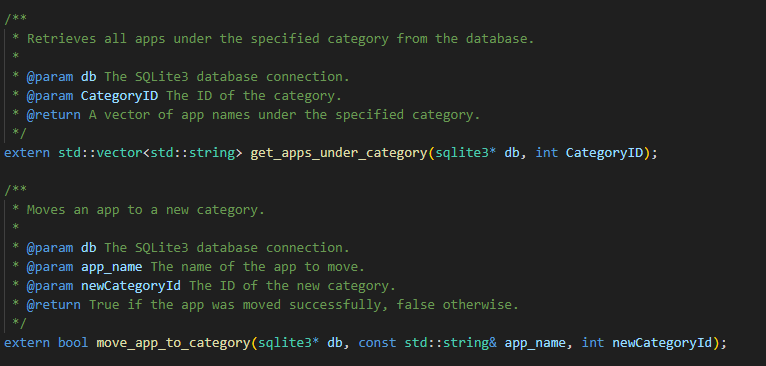 /**
 * Retrieves all apps under the specified category from the database.
 *
 * @param db The SQLite3 database connection.
 * @param CategoryID The ID of the category.
 * @return A vector of app names under the specified category.
 */
extern std::vector<std::string> get_apps_under_category(sqlite3* db, int CategoryID);
/**
 * Moves an app to a new category.
 *
 * @param db The SQLite3 database connection.
 * @param app_name The name of the app to move.
 * @param newCategoryId The ID of the new category.
 * @return True if the app was moved successfully, false otherwise.
 */
extern bool move_app_to_category(sqlite3* db, const std::string& app_name, int newCategoryId);